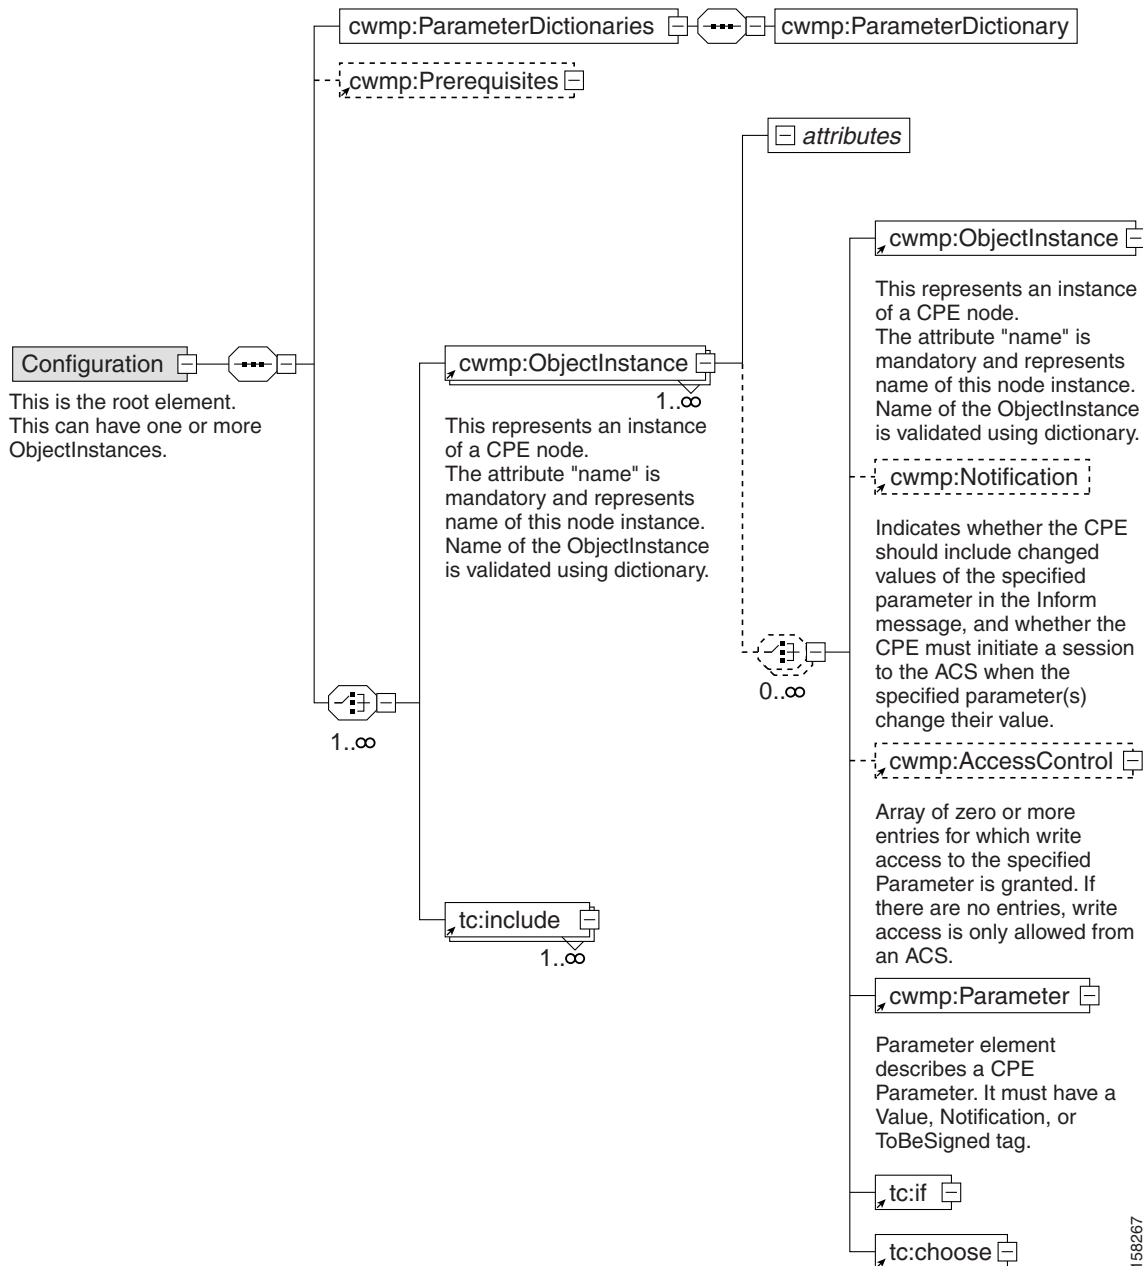 cwmp:ParameterDictionaries
cwmp:ParameterDictionary
cwmp:Prerequisites
attributes
Configuration
This is the root element.
This can have one or more
ObjectInstances.
cwmp:ObjectInstance
1..∞
This represents an instance
of a CPE node.
The attribute "name" is
mandatory and represents
name of this node instance.
Name of the ObjectInstance
is validated using dictionary.
1..∞
tc:include
1..∞
0..∞
cwmp:ObjectInstance
This represents an instance
of a CPE node.
The attribute "name" is
mandatory and represents
name of this node instance.
Name of the ObjectInstance
is validated using dictionary.
cwmp:Notification
Indicates whether the CPE
should include changed
values of the specified
parameter in the Inform
message, and whether the
CPE must initiate a session
to the ACS when the
specified parameter(s)
change their value.
cwmp:AccessControl
Array of zero or more
entries for which write
access to the specified
Parameter is granted. If
there are no entries, write
access is only allowed from
an ACS.
cwmp:Parameter
Parameter element
describes a CPE
Parameter. It must have a
Value, Notification, or
ToBeSigned tag.
tc:if
tc:choose
158267